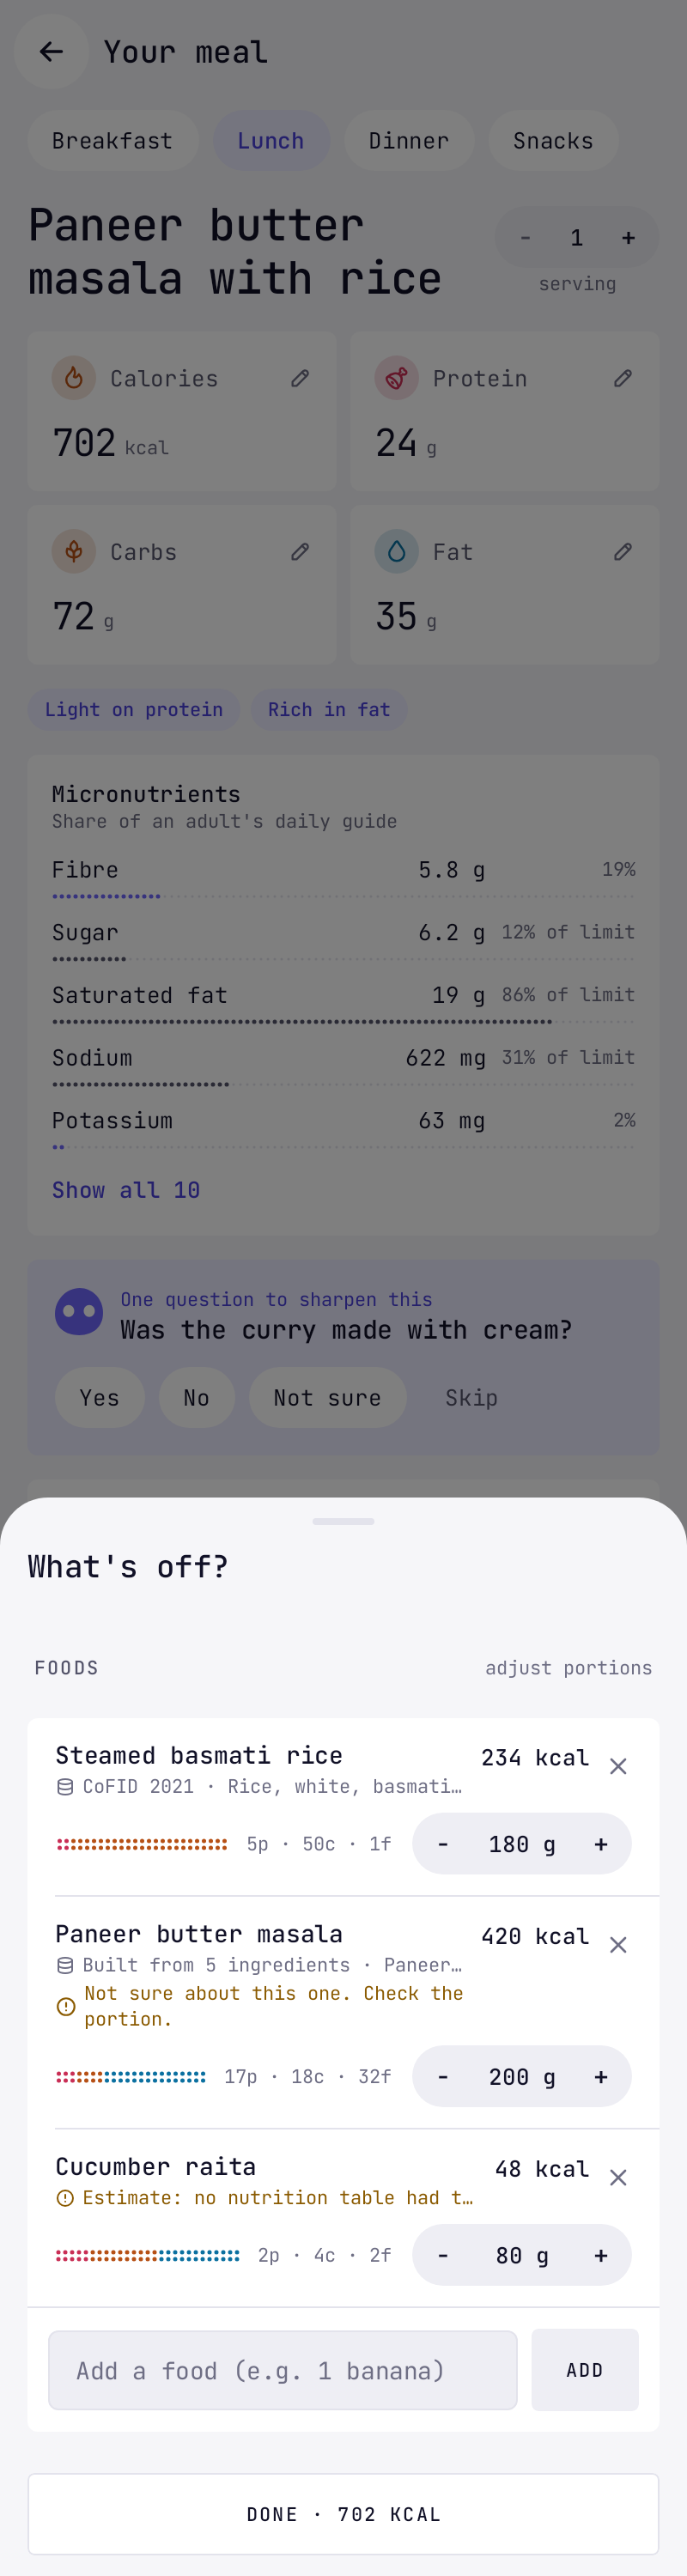 Your meal
Breakfast Lunch Dinner Snacks
Paneer butter
masala with rice
- 1 +
serving
Calories
702 kcal
Protein
24 g
Carbs
72 g
Fat
35 g
Light on protein Rich in fat
Micronutrients
Share of an adult's daily guide
Fibre 5.8 g 19%
Sugar 6.2 g 12% of limit
Saturated fat 19 g 86% of limit
Sodium 622 mg 31% of limit
Potassium 63 mg 2%
Show all 10
One question to sharpen this
Was the curry made with cream?
Yes No Not sure Skip
What's off?
FOODS adjust portions
Steamed basmati rice 234 kcal
CoFID 2021 · Rice, white, basmati…
5p · 50c · 1f - 180 g +
Paneer butter masala 420 kcal
Built from 5 ingredients · Paneer…
Not sure about this one. Check the
portion.
17p · 18c · 32f - 200 g +
Cucumber raita 48 kcal
Estimate: no nutrition table had t…
2p · 4c · 2f - 80 g +
Add a food (e.g. 1 banana) ADD
DONE · 702 KCAL